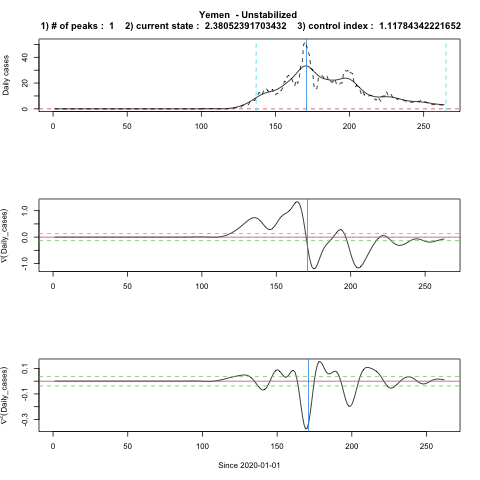 Yemen - Unstabilized
1) # of peaks : 1 2) current state : 2.38052391703432 3) control index : 1.11784342221652
Daily cases
0 20 40
0 50 100 150 200 250
∇(Daily_cases)
-1.0 0.0 1.0
0 50 100 150 200 250
∇²(Daily_cases)
-0.3 -0.1 0.1
0 50 100 150 200 250
Since 2020-01-01